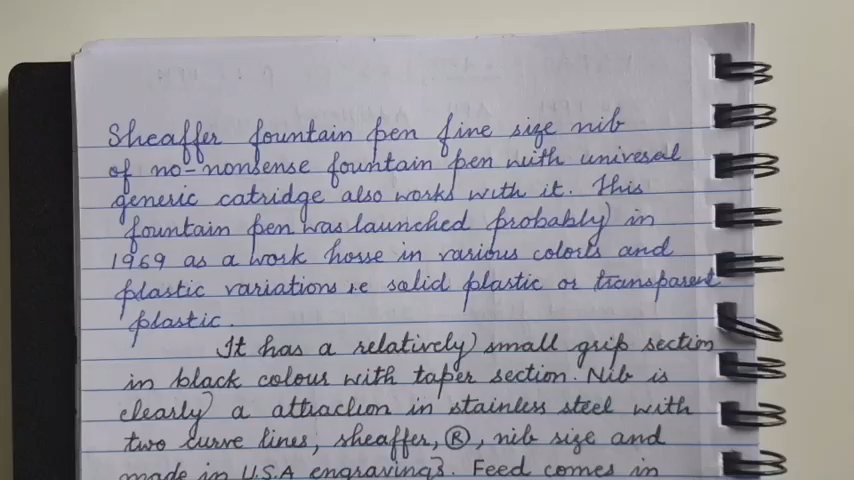 Sheaffer fountain pen fine size nib
of no-nonsense fountain pen with univesal
generic catridge also works with it. This
fountain pen was launched probably in
1969 as a work horse in various colors and
plastic variations i.e solid plastic or transparent
plastic.
It has a relatively small grip section
in black colour with taper section. Nib is
clearly a attraction in stainless steel with
two curve lines, sheaffer, ®, nib size and
made in U.S.A engravings. Feed comes in